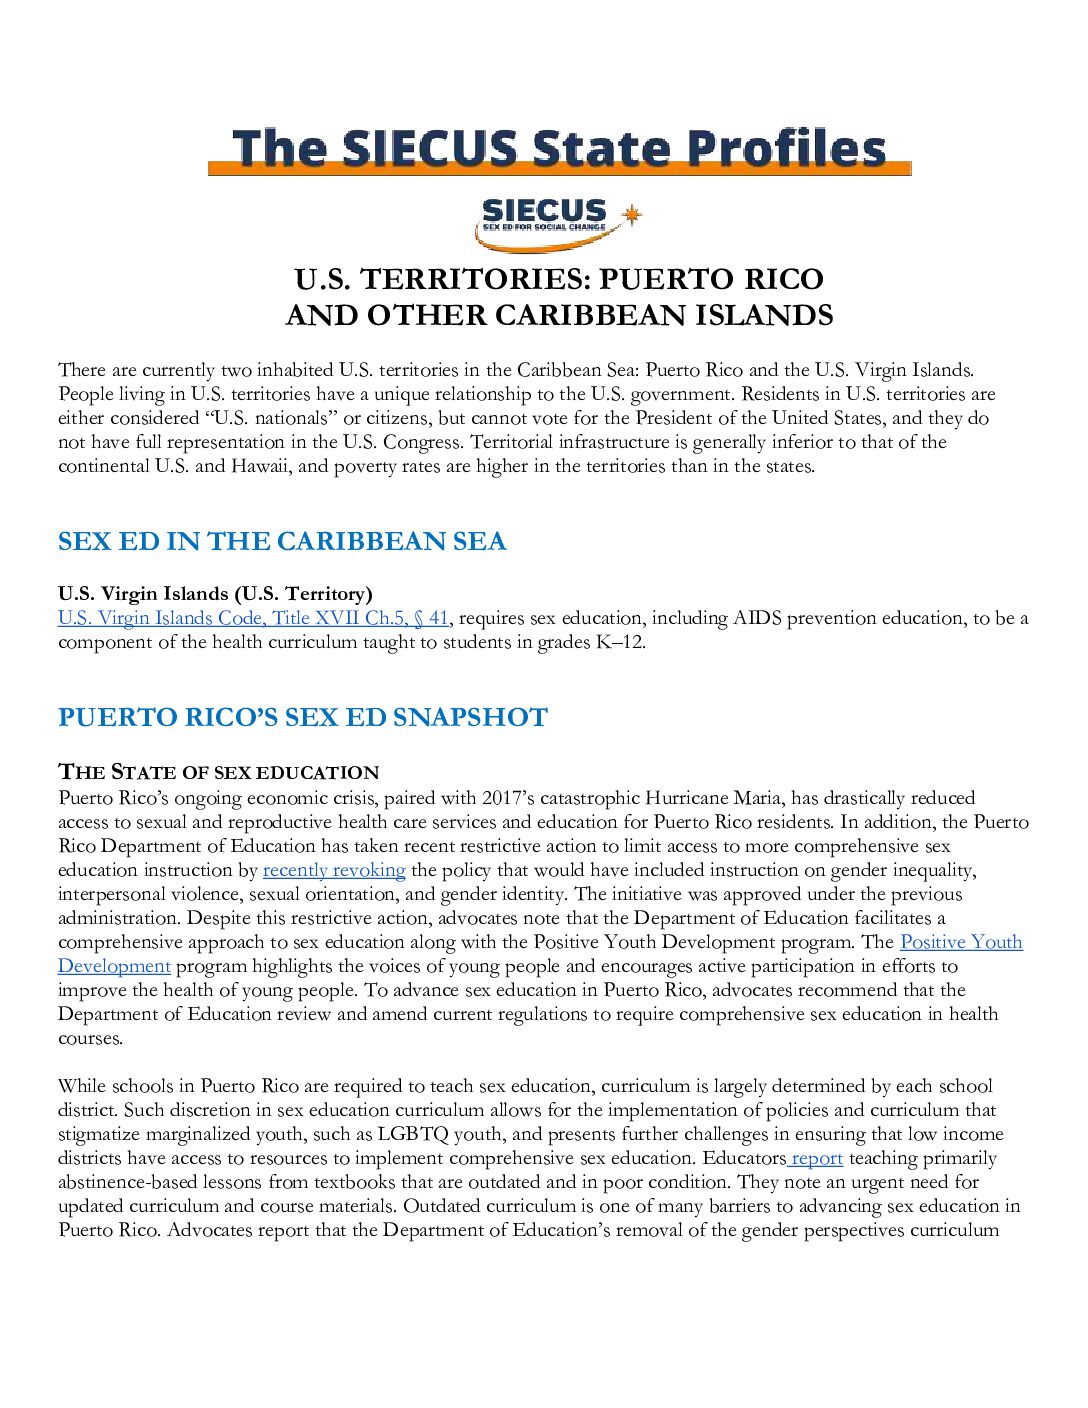 The SIECUS State Profiles
SIECUS
SEX ED FOR SOCIAL CHANGE
U.S. TERRITORIES: PUERTO RICO
AND OTHER CARIBBEAN ISLANDS
There are currently two inhabited U.S. territories in the Caribbean Sea: Puerto Rico and the U.S. Virgin Islands.
People living in U.S. territories have a unique relationship to the U.S. government. Residents in U.S. territories are
either considered “U.S. nationals” or citizens, but cannot vote for the President of the United States, and they do
not have full representation in the U.S. Congress. Territorial infrastructure is generally inferior to that of the
continental U.S. and Hawaii, and poverty rates are higher in the territories than in the states.
SEX ED IN THE CARIBBEAN SEA
U.S. Virgin Islands (U.S. Territory)
U.S. Virgin Islands Code, Title XVII Ch.5, § 41, requires sex education, including AIDS prevention education, to be a
component of the health curriculum taught to students in grades K–12.
PUERTO RICO’S SEX ED SNAPSHOT
THE STATE OF SEX EDUCATION
Puerto Rico’s ongoing economic crisis, paired with 2017’s catastrophic Hurricane Maria, has drastically reduced
access to sexual and reproductive health care services and education for Puerto Rico residents. In addition, the Puerto
Rico Department of Education has taken recent restrictive action to limit access to more comprehensive sex
education instruction by recently revoking the policy that would have included instruction on gender inequality,
interpersonal violence, sexual orientation, and gender identity. The initiative was approved under the previous
administration. Despite this restrictive action, advocates note that the Department of Education facilitates a
comprehensive approach to sex education along with the Positive Youth Development program. The Positive Youth
Development program highlights the voices of young people and encourages active participation in efforts to
improve the health of young people. To advance sex education in Puerto Rico, advocates recommend that the
Department of Education review and amend current regulations to require comprehensive sex education in health
courses.
While schools in Puerto Rico are required to teach sex education, curriculum is largely determined by each school
district. Such discretion in sex education curriculum allows for the implementation of policies and curriculum that
stigmatize marginalized youth, such as LGBTQ youth, and presents further challenges in ensuring that low income
districts have access to resources to implement comprehensive sex education. Educators report teaching primarily
abstinence-based lessons from textbooks that are outdated and in poor condition. They note an urgent need for
updated curriculum and course materials. Outdated curriculum is one of many barriers to advancing sex education in
Puerto Rico. Advocates report that the Department of Education’s removal of the gender perspectives curriculum